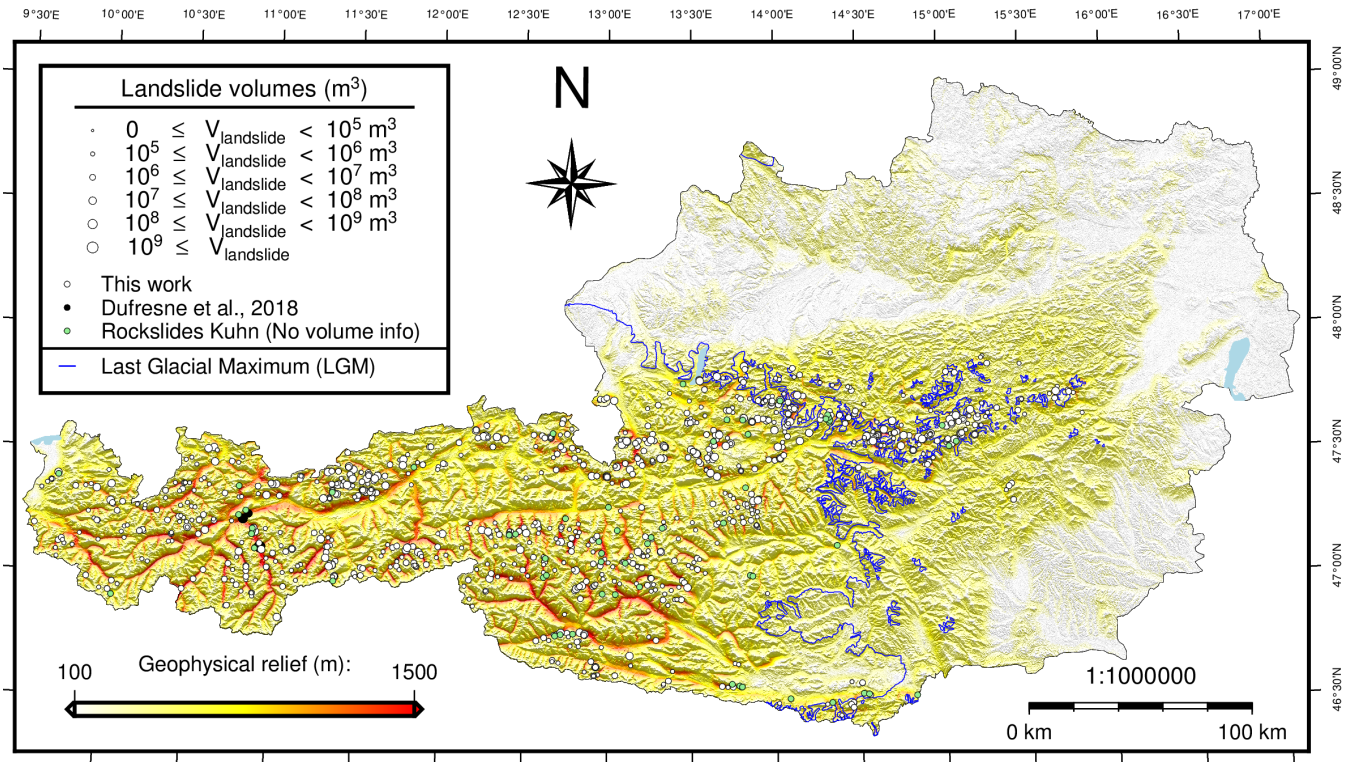 9°30'E 10°00'E 10°30'E 11°00'E 11°30'E 12°00'E 12°30'E 13°00'E 13°30'E 14°00'E 14°30'E 15°00'E 15°30'E 16°00'E 16°30'E 17°00'E
Landslide volumes (m³)
0 ≤ Vlandslide < 10⁵ m³
10⁵ ≤ Vlandslide < 10⁶ m³
10⁶ ≤ Vlandslide < 10⁷ m³
10⁷ ≤ Vlandslide < 10⁸ m³
10⁸ ≤ Vlandslide < 10⁹ m³
10⁹ ≤ Vlandslide
This work
Dufresne et al., 2018
Rockslides Kuhn (No volume info)
Last Glacial Maximum (LGM)
N
49°00'N
48°30'N
48°00'N
47°30'N
47°00'N
46°30'N
Geophysical relief (m):
100 1500
1:1000000
0 km 100 km